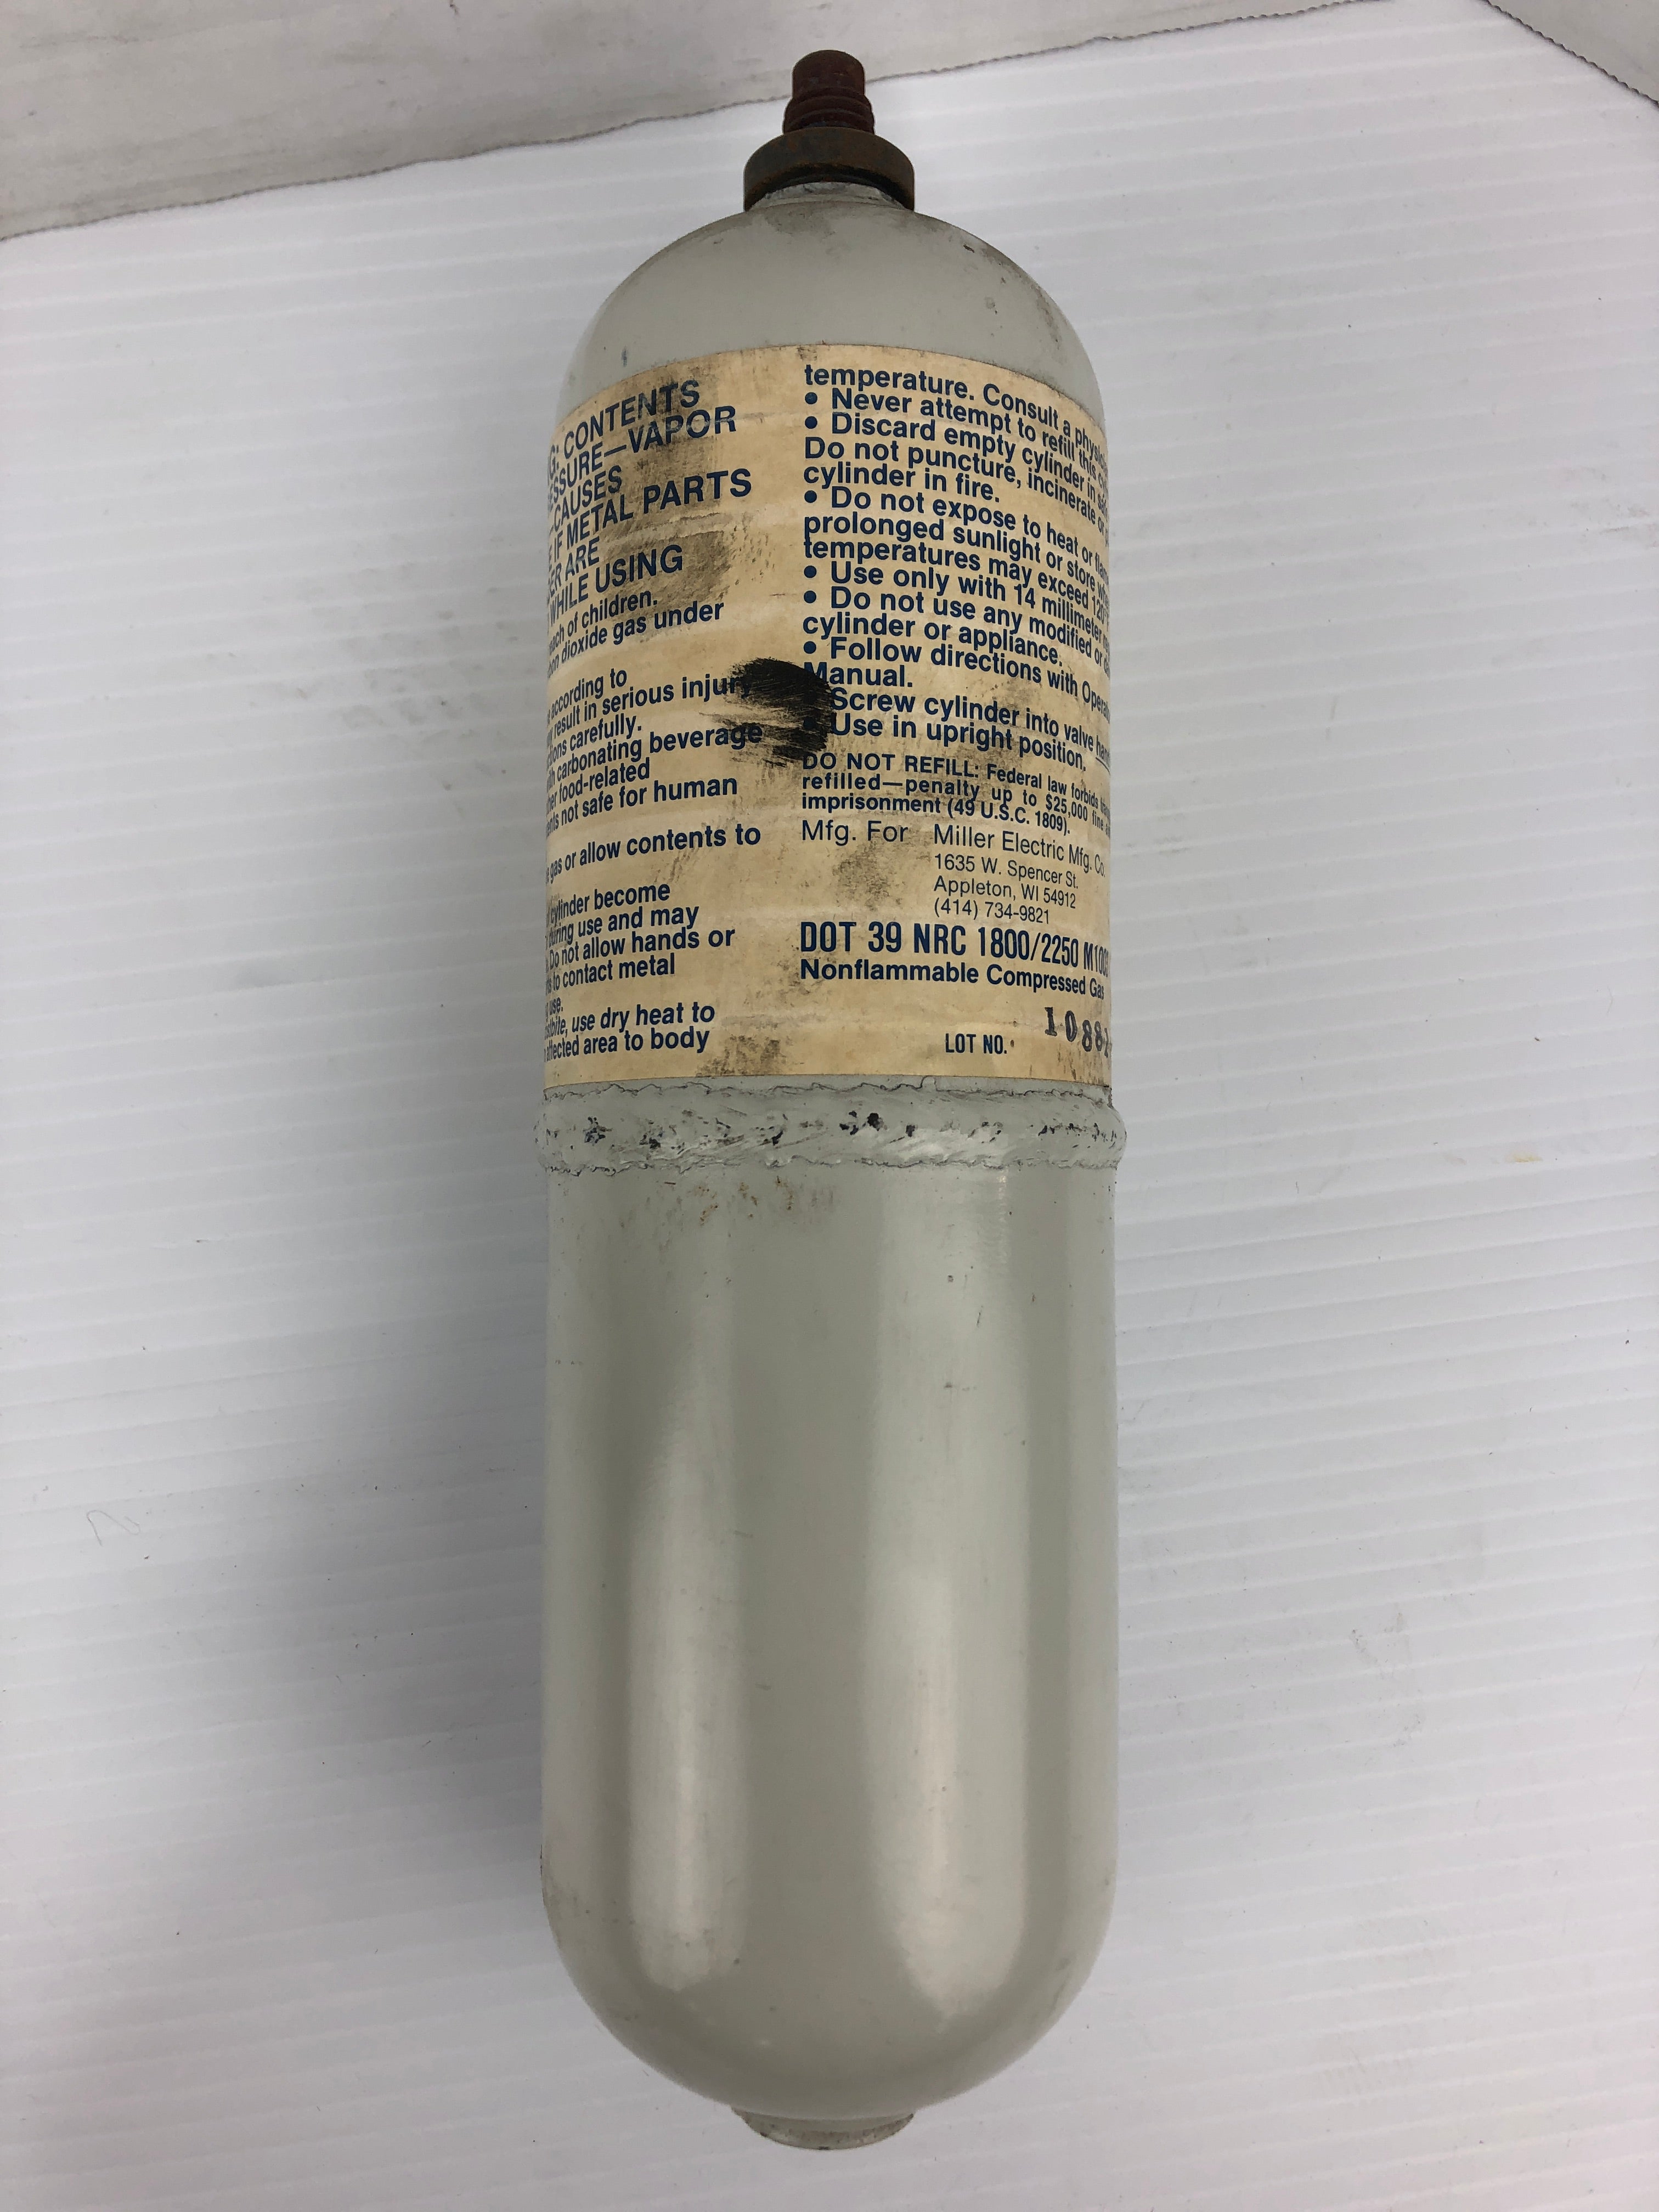 CONTENTS
VAPOR
CAUSES
IF METAL PARTS
ARE
WHILE USING
of children.
dioxide gas under
according to
result in serious injury
carefully.
carbonating beverage
food-related
not safe for human
gas or allow contents to
cylinder become
during use and may
Do not allow hands or
to contact metal
use.
use dry heat to
area to body
temperature. Consult a
• Never attempt to refill this
• Discard empty cylinder in
Do not puncture, incinerate or
cylinder in fire.
• Do not expose to heat or
prolonged sunlight or store
temperatures may exceed
• Use only with 14 millimeter
• Do not use any modified or
cylinder or appliance.
• Follow directions with
Manual.
Screw cylinder into valve
• Use in upright position.
DO NOT REFILL: Federal law forbids
refilled—penalty up to $25,000 fine
imprisonment (49 U.S.C. 1809).
Mfg. For Miller Electric Mfg. Co.
1635 W. Spencer St.
Appleton, WI 54912
(414) 734-9821
DOT 39 NRC 1800/2250
Nonflammable Compressed Gas
LOT NO.